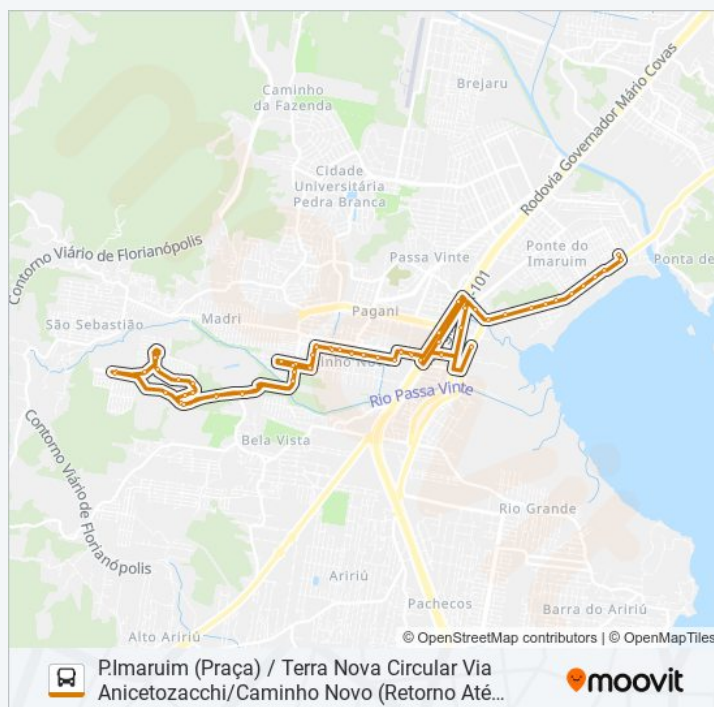 Brejaru
Caminho
da Fazenda
Rodovia Governador Mário Covas
Cidade
Universitária
Pedra Branca
Contorno Viário de Florianópolis
Passa Vinte
Ponte do
Imaruim
Ponta de
-101
Pagani
São Sebastião
Madri
Rio Passa Vinte
Bela Vista
Contorno Viário de Florianópolis
Rio Grande
Aririú
Pachecos
Barra do Aririú
Alto Aririú
© OpenStreetMap contributors | © OpenMapTiles
P.Imaruim (Praça) / Terra Nova Circular Via
Anicetozacchi/Caminho Novo (Retorno Até…
moovit